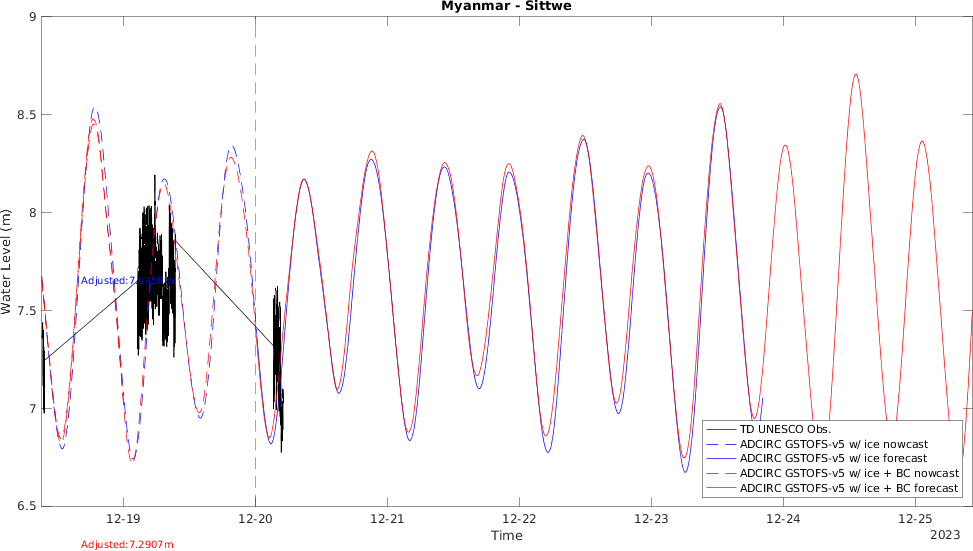 Myanmar - Sittwe
9
8.5
8
7.5
7
6.5
Water Level (m)
Adjusted:7.
TD UNESCO Obs.
ADCIRC GSTOFS-v5 w/ ice nowcast
ADCIRC GSTOFS-v5 w/ ice forecast
ADCIRC GSTOFS-v5 w/ ice + BC nowcast
ADCIRC GSTOFS-v5 w/ ice + BC forecast
12-19 12-20 12-21 12-22 12-23 12-24 12-25
Time
2023
Adjusted:7.2907m